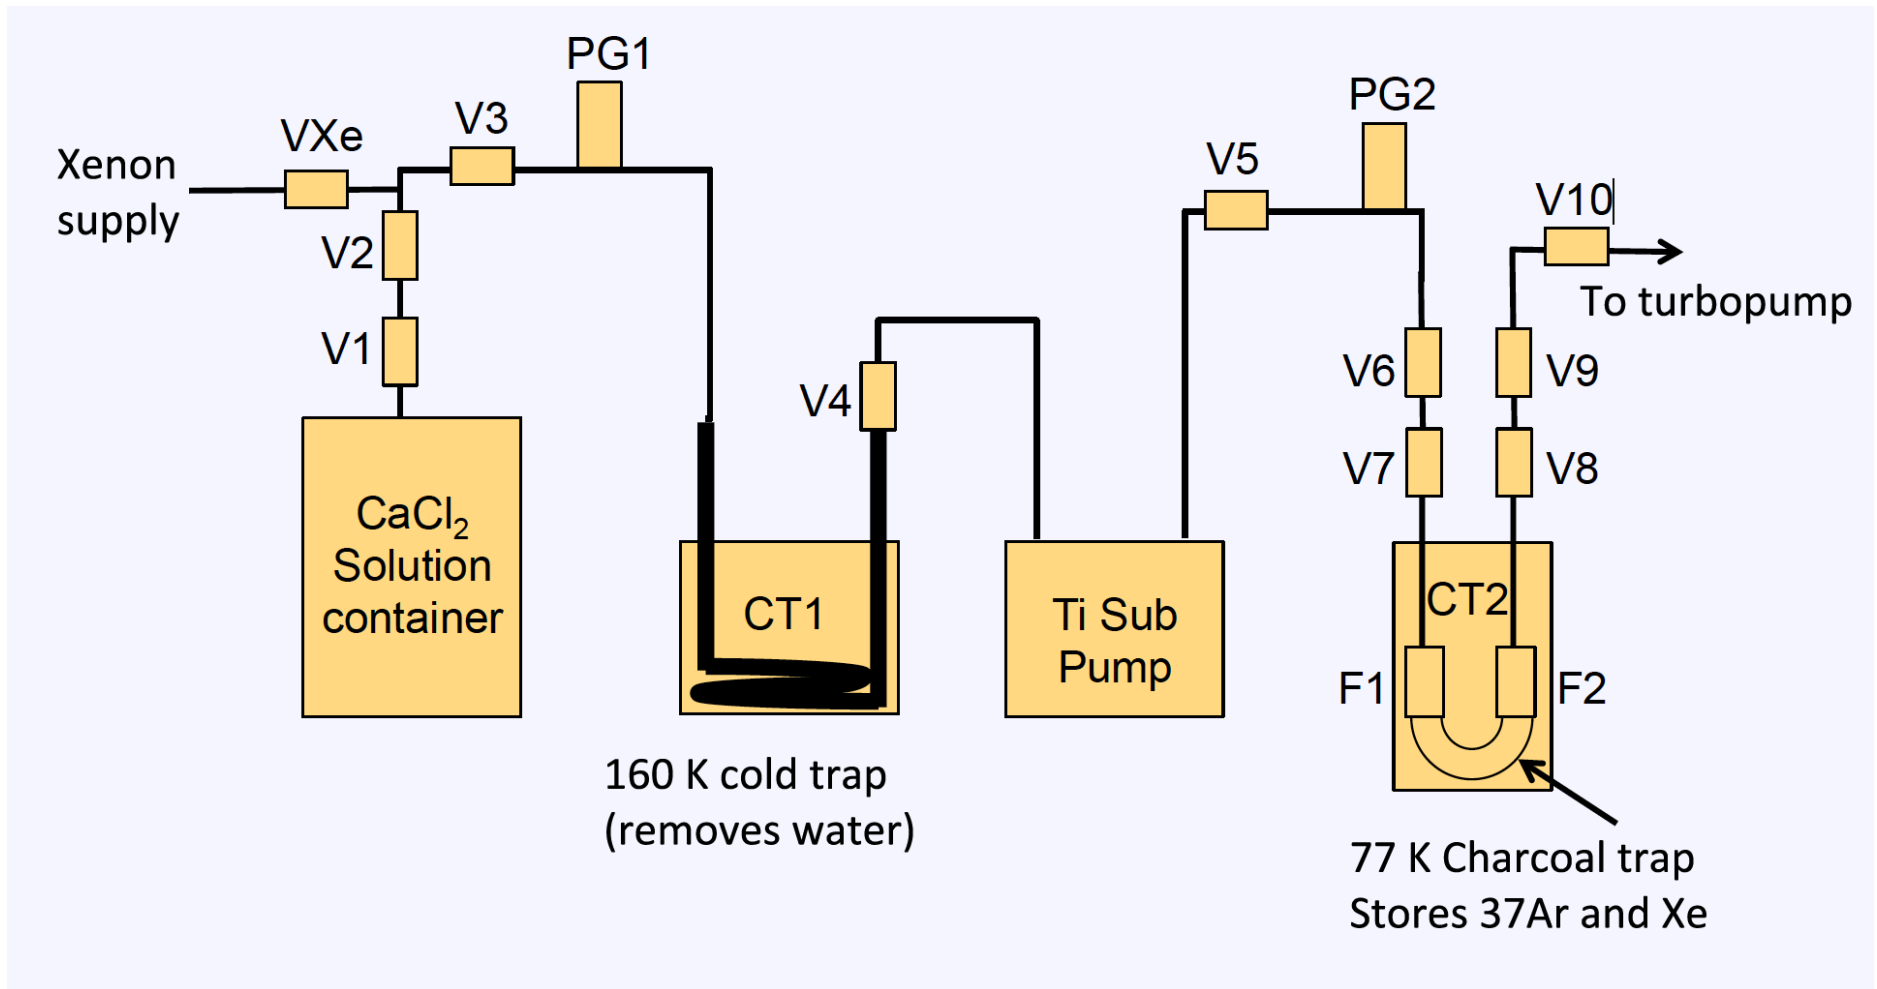 PG1
PG2
V3
VXe
Xenon
supply
V5
V10
V2
To turbopump
V1
V4
V6
V9
V7
V8
CaCl₂
Solution
container
CT1
Ti Sub
Pump
CT2
F1
F2
160 K cold trap
(removes water)
77 K Charcoal trap
Stores 37Ar and Xe